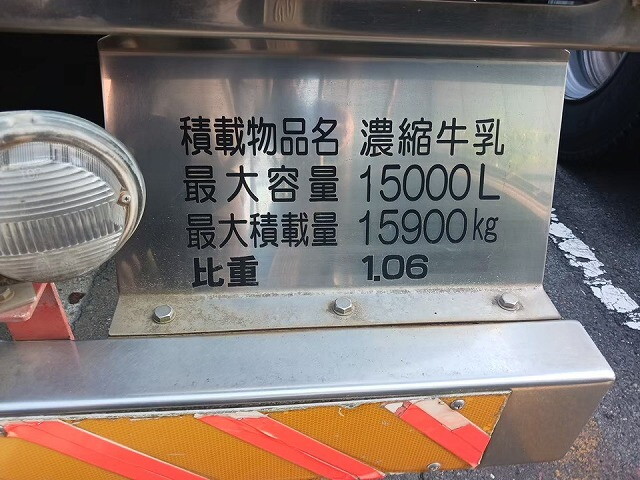 積載物品名 濃縮牛乳
最大容量 15000L
最大積載量 15900kg
比重 1.06